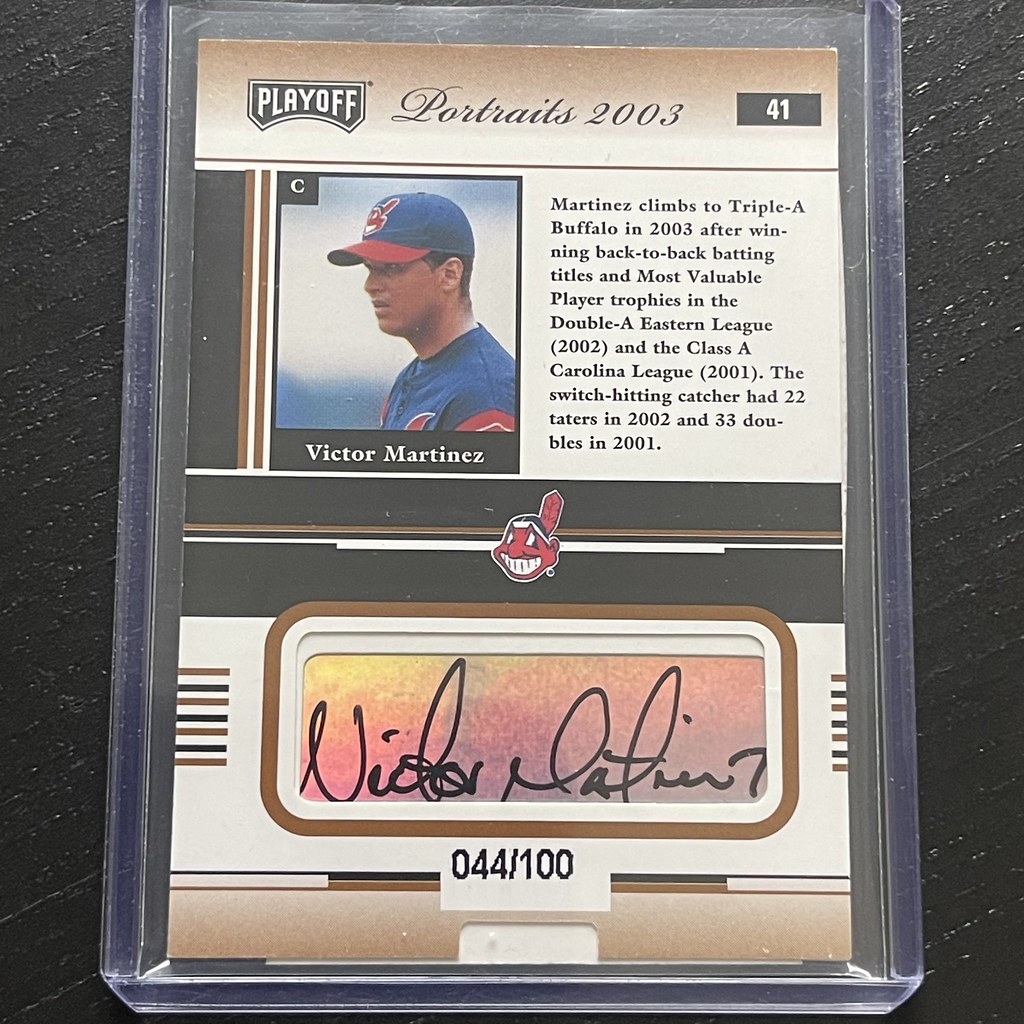 PLAYOFF Portraits 2003 41
C
Martinez climbs to Triple-A
Buffalo in 2003 after win-
ning back-to-back batting
titles and Most Valuable
Player trophies in the
Double-A Eastern League
(2002) and the Class A
Carolina League (2001). The
switch-hitting catcher had 22
taters in 2002 and 33 dou-
bles in 2001.
Victor Martinez
Victor Martinez
044/100